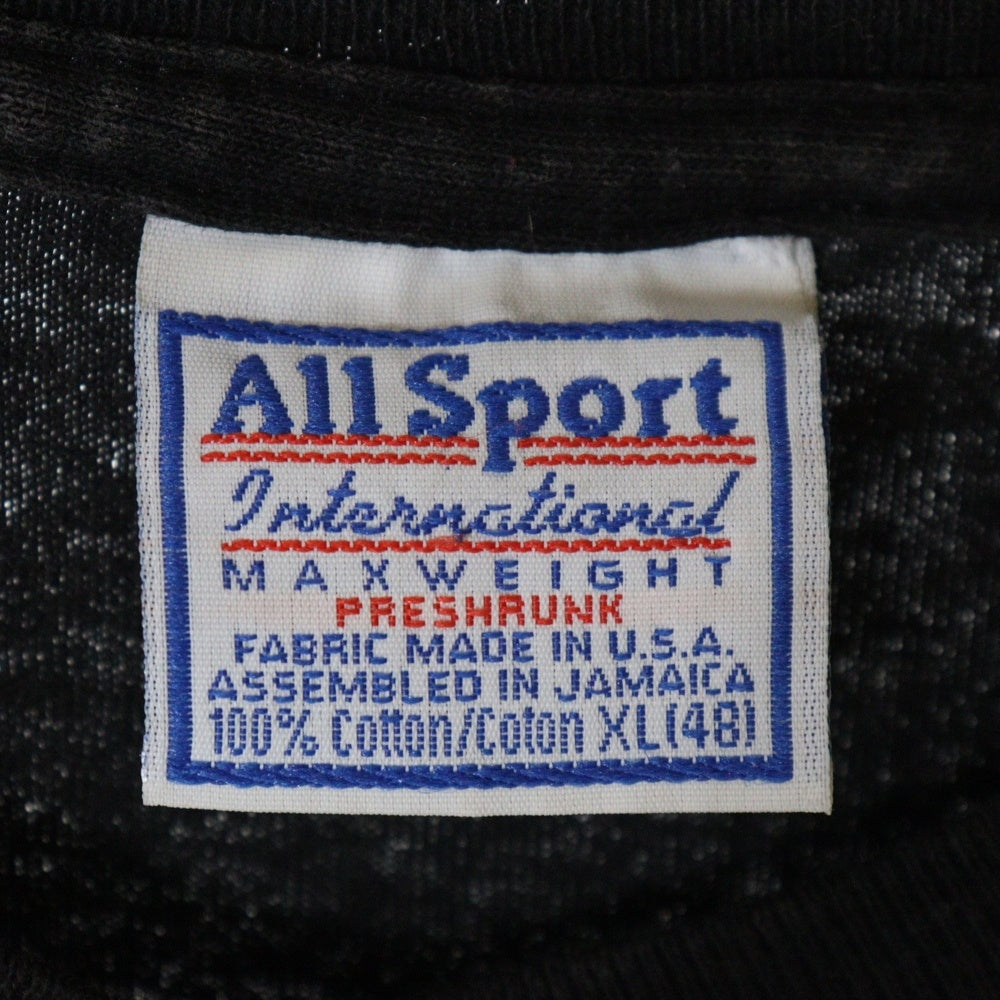 All Sport
International
MAXWEIGHT
PRESHRUNK
FABRIC MADE IN U.S.A.
ASSEMBLED IN JAMAICA
100% Cotton/Coton XL(48)